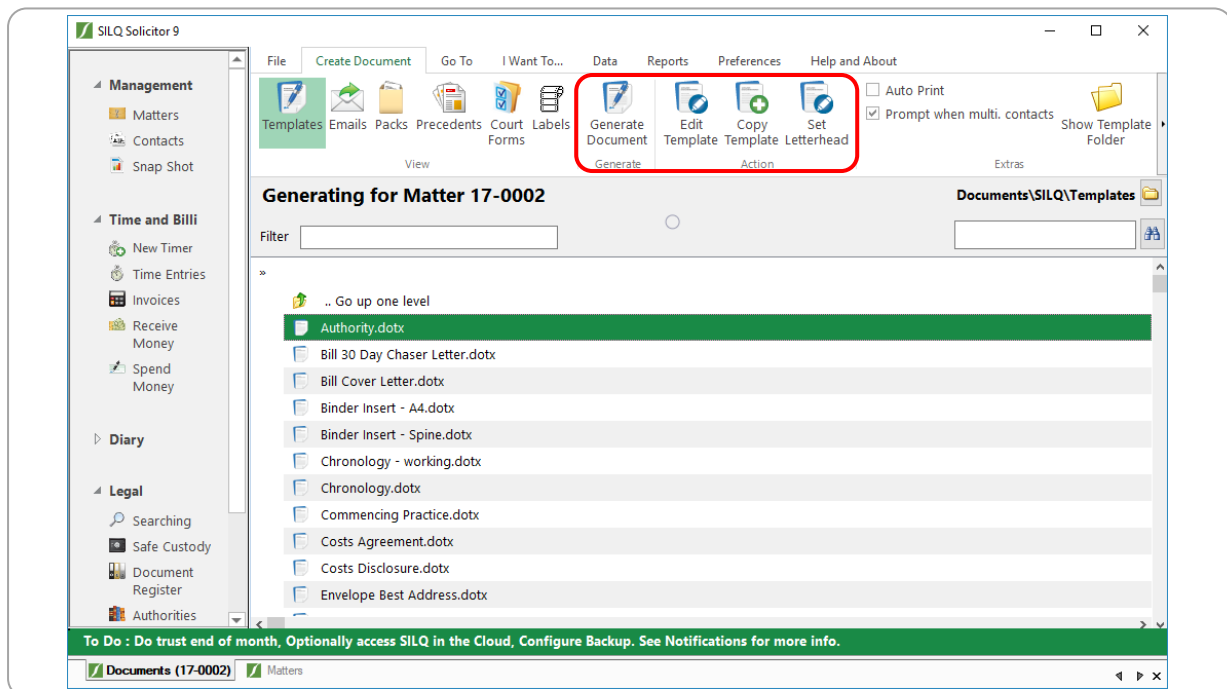 SILQ Solicitor 9
File Create Document Go To I Want To... Data Reports Preferences Help and About
Templates Emails Packs Precedents Court Forms Labels
View
Generate Document
Generate
Edit Template Copy Template Set Letterhead
Action
Auto Print
Prompt when multi. contacts
Show Template Folder
Extras
Management
Matters
Contacts
Snap Shot
Time and Billi
New Timer
Time Entries
Invoices
Receive
Money
Spend
Money
Diary
Legal
Searching
Safe Custody
Document
Register
Authorities
Generating for Matter 17-0002
Documents\SILQ\Templates
Filter
»
.. Go up one level
Authority.dotx
Bill 30 Day Chaser Letter.dotx
Bill Cover Letter.dotx
Binder Insert - A4.dotx
Binder Insert - Spine.dotx
Chronology - working.dotx
Chronology.dotx
Commencing Practice.dotx
Costs Agreement.dotx
Costs Disclosure.dotx
Envelope Best Address.dotx
To Do : Do trust end of month, Optionally access SILQ in the Cloud, Configure Backup. See Notifications for more info.
Documents (17-0002) Matters